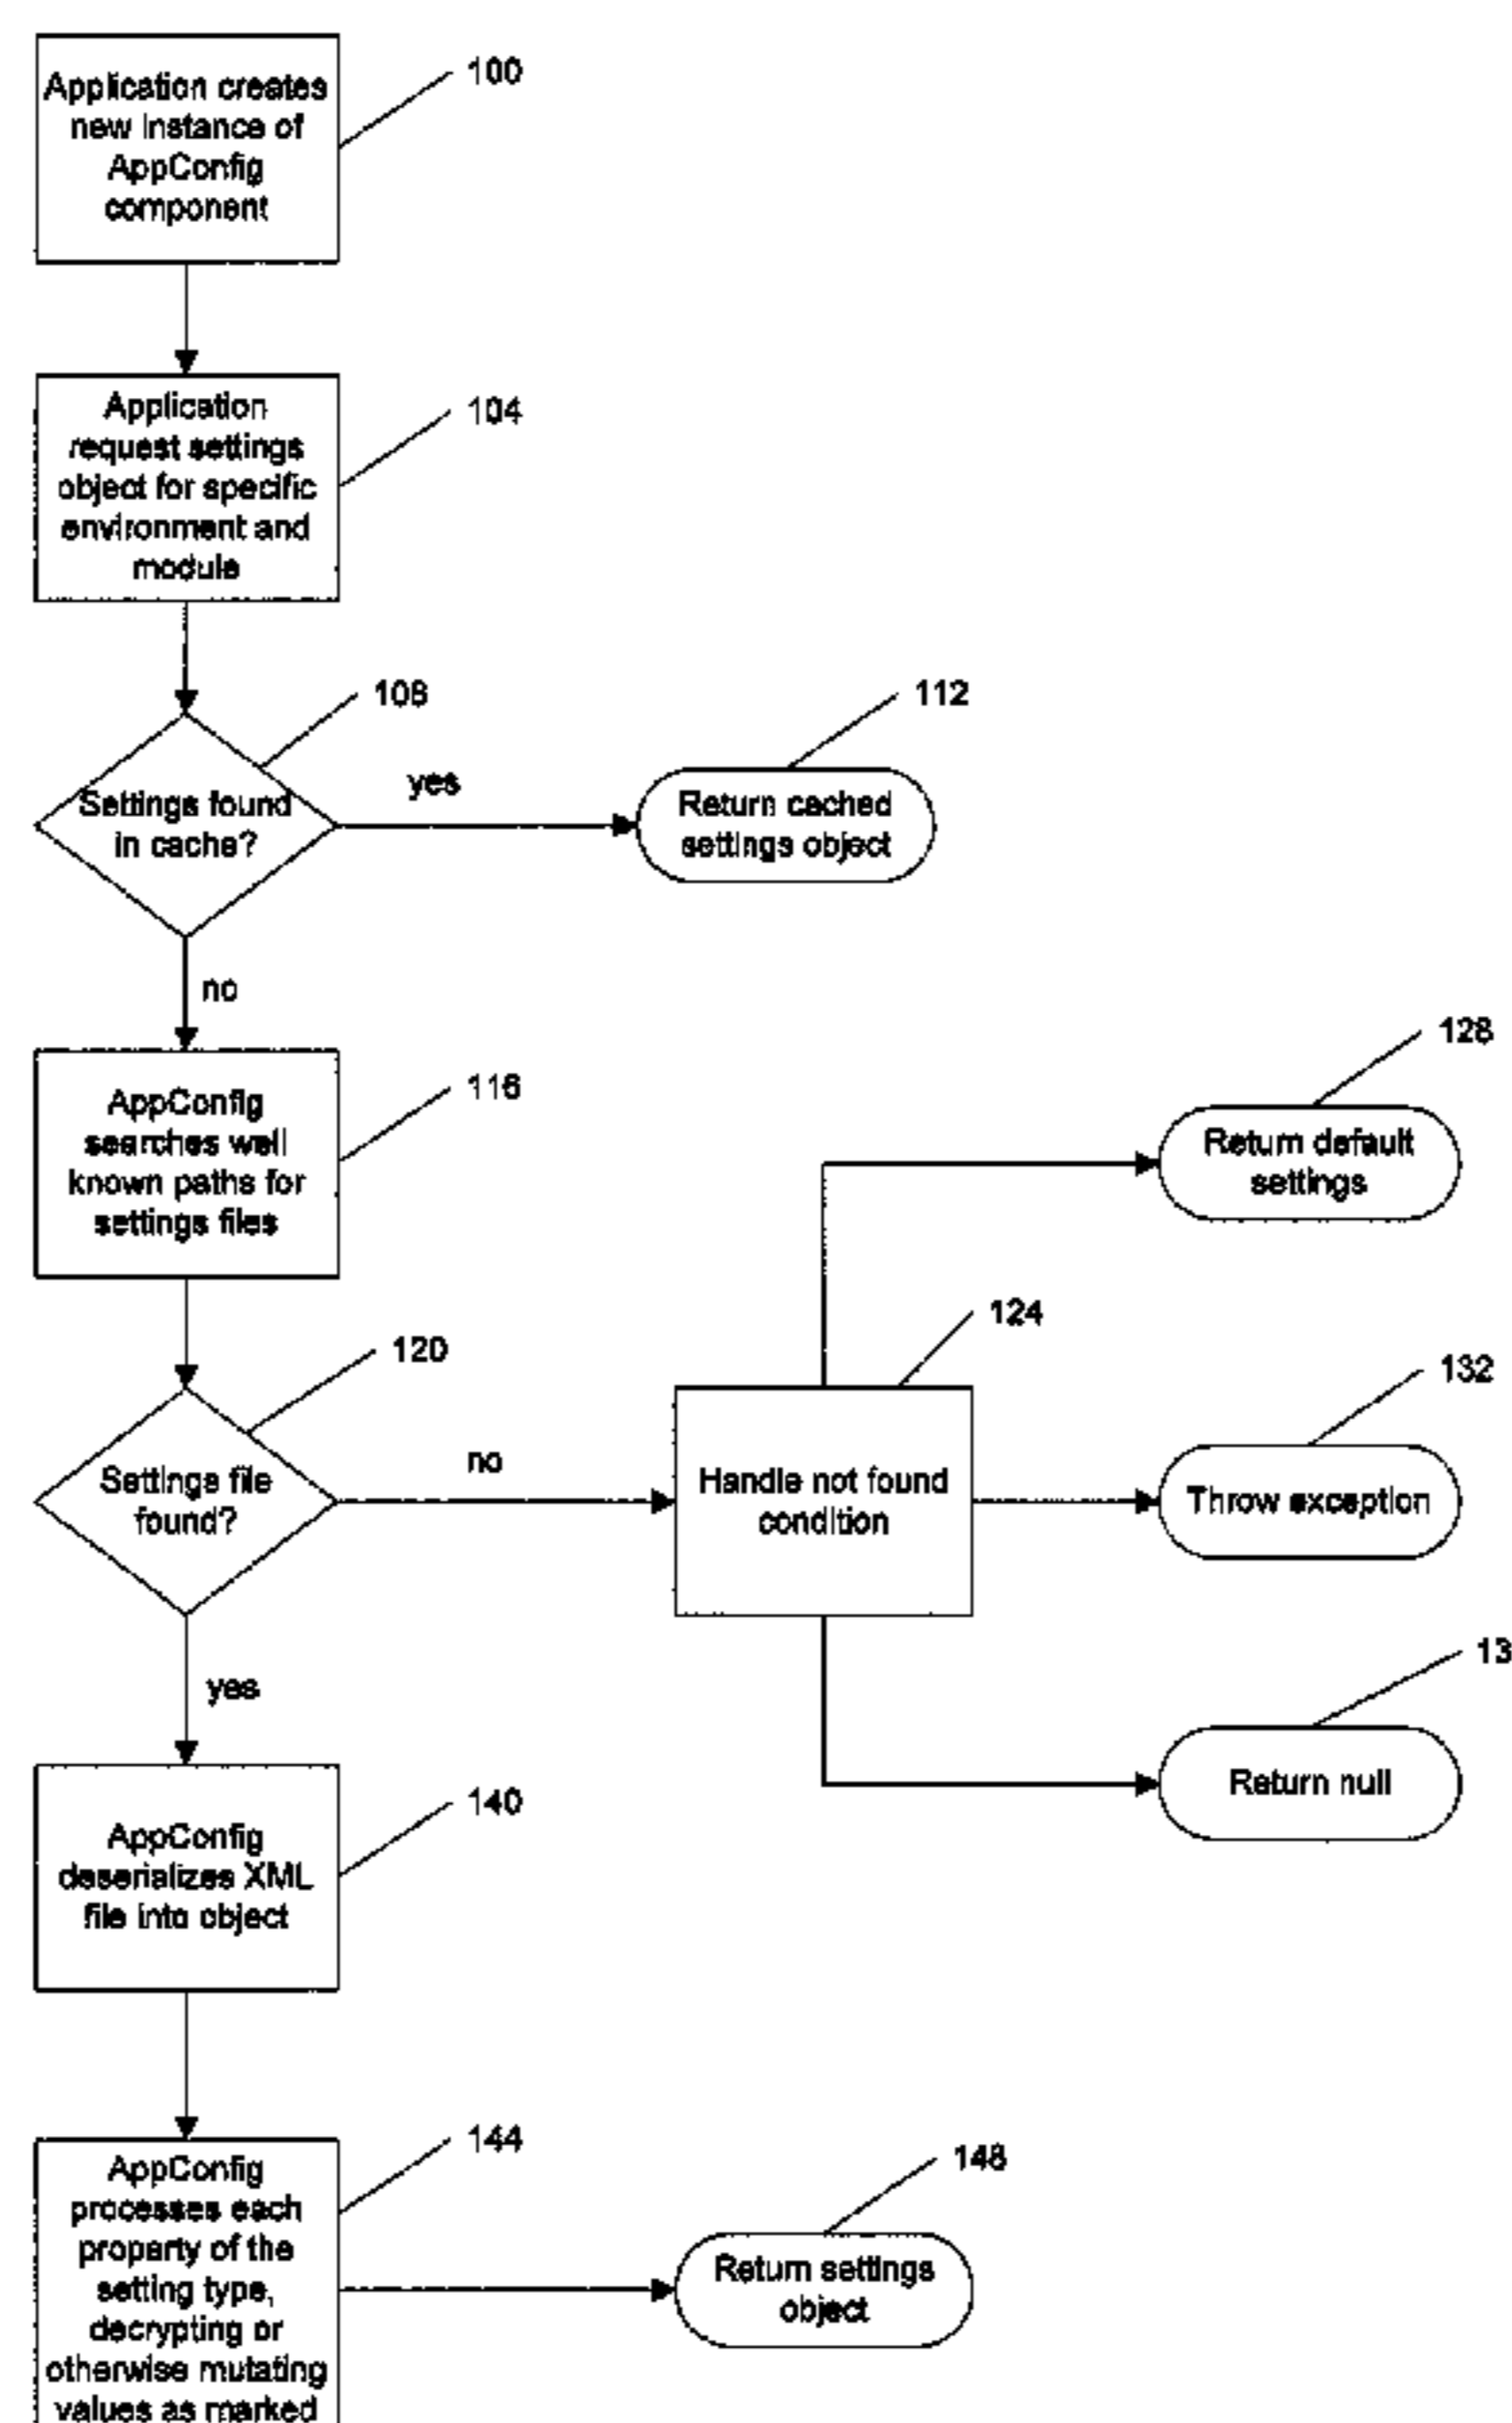 Application creates
new instance of
AppConfig
component
100
Application
request settings
object for specific
environment and
module
104
108
Settings found
in cache?
yes
112
Return cached
settings object
no
AppConfig
searches well
known paths for
settings files
116
128
Return default
settings
120
Settings file
found?
no
124
Handle not found
condition
132
Throw exception
13
Return null
yes
AppConfig
deserializes XML
file into object
140
AppConfig
processes each
property of the
setting type,
decrypting or
otherwise mutating
values as marked
144
148
Return settings
object